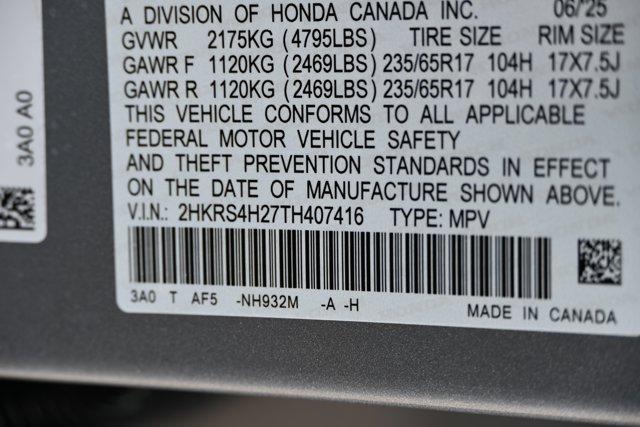 A DIVISION OF HONDA CANADA INC. 06/25
GVWR 2175KG (4795LBS) TIRE SIZE RIM SIZE
GAWR F 1120KG (2469LBS) 235/65R17 104H 17X7.5J
GAWR R 1120KG (2469LBS) 235/65R17 104H 17X7.5J
THIS VEHICLE CONFORMS TO ALL APPLICABLE
FEDERAL MOTOR VEHICLE SAFETY
AND THEFT PREVENTION STANDARDS IN EFFECT
ON THE DATE OF MANUFACTURE SHOWN ABOVE.
V.I.N.: 2HKRS4H27TH407416 TYPE: MPV
3A0 T AF5 -NH932M -A -H
MADE IN CANADA
3A0 A0